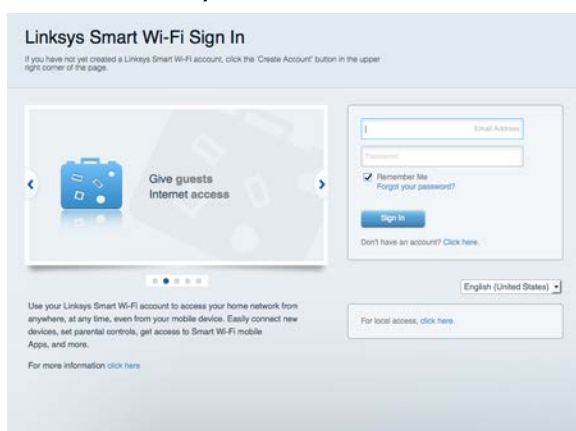 Linksys Smart Wi-Fi Sign In
If you have not yet created a Linksys Smart Wi-Fi account, click the 'Create Account' button in the upper
right corner of the page.
Give guests
Internet access
Email Address
Password
Remember Me
Forgot your password?
Sign In
Don't have an account? Click here.
English (United States)
Use your Linksys Smart Wi-Fi account to access your home network from
anywhere, at any time, even from your mobile device. Easily connect new
devices, set parental controls, get access to Smart Wi-Fi mobile
Apps, and more.
For more information click here
For local access, click here.